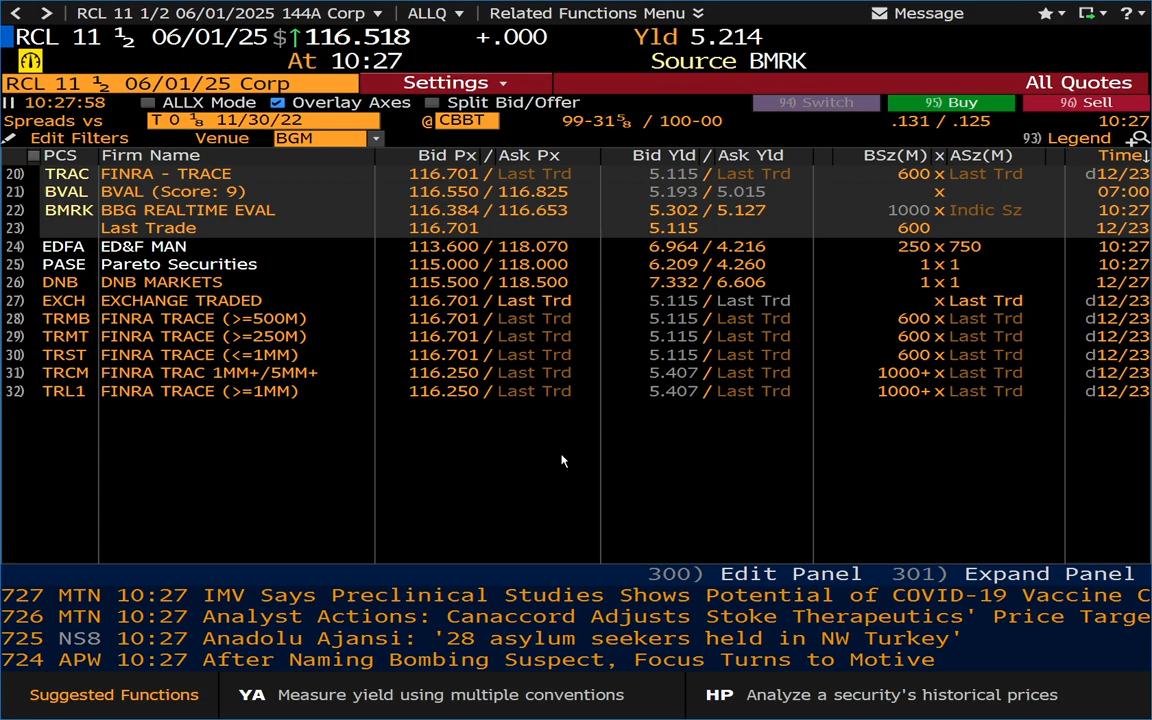 RCL 11 1/2 06/01/2025 144A Corp ALLQ Related Functions Menu Message ?
RCL 11 ½ 06/01/25 $↑116.518 +.000 Yld 5.214
At 10:27 Source BMRK
RCL 11 ½ 06/01/25 Corp Settings All Quotes
10:27:58 ALLX Mode Overlay Axes Split Bid/Offer 94) Switch 95) Buy 96) Sell
Spreads vs T 0 ⅛ 11/30/22 @ CBBT 99-31⅝ / 100-00 .131 / .125 10:27
Edit Filters Venue BGM 93) Legend
PCS Firm Name Bid Px / Ask Px Bid Yld / Ask Yld BSz(M) x ASz(M) Time↓
20) TRAC FINRA - TRACE 116.701 / Last Trd 5.115 / Last Trd 600 x Last Trd d12/23
21) BVAL BVAL (Score: 9) 116.550 / 116.825 5.193 / 5.015 x 07:00
22) BMRK BBG REALTIME EVAL 116.384 / 116.653 5.302 / 5.127 1000 x Indic Sz 10:27
23) Last Trade 116.701 5.115 600 12/23
24) EDFA ED&F MAN 113.600 / 118.070 6.964 / 4.216 250 x 750 10:27
25) PASE Pareto Securities 115.000 / 118.000 6.209 / 4.260 1 x 1 10:27
26) DNB DNB MARKETS 115.500 / 118.500 7.332 / 6.606 1 x 1 12/27
27) EXCH EXCHANGE TRADED 116.701 / Last Trd 5.115 / Last Trd x Last Trd d12/23
28) TRMB FINRA TRACE (>=500M) 116.701 / Last Trd 5.115 / Last Trd 600 x Last Trd d12/23
29) TRMT FINRA TRACE (>=250M) 116.701 / Last Trd 5.115 / Last Trd 600 x Last Trd d12/23
30) TRST FINRA TRACE (<=1MM) 116.701 / Last Trd 5.115 / Last Trd 600 x Last Trd d12/23
31) TRCM FINRA TRAC 1MM+/5MM+ 116.250 / Last Trd 5.407 / Last Trd 1000+ x Last Trd d12/23
32) TRL1 FINRA TRACE (>=1MM) 116.250 / Last Trd 5.407 / Last Trd 1000+ x Last Trd d12/23
300) Edit Panel 301) Expand Panel
727 MTN 10:27 IMV Says Preclinical Studies Shows Potential of COVID-19 Vaccine C
726 MTN 10:27 Analyst Actions: Canaccord Adjusts Stoke Therapeutics' Price Targe
725 NS8 10:27 Anadolu Ajansi: '28 asylum seekers held in NW Turkey'
724 APW 10:27 After Naming Bombing Suspect, Focus Turns to Motive
Suggested Functions YA Measure yield using multiple conventions HP Analyze a security's historical prices